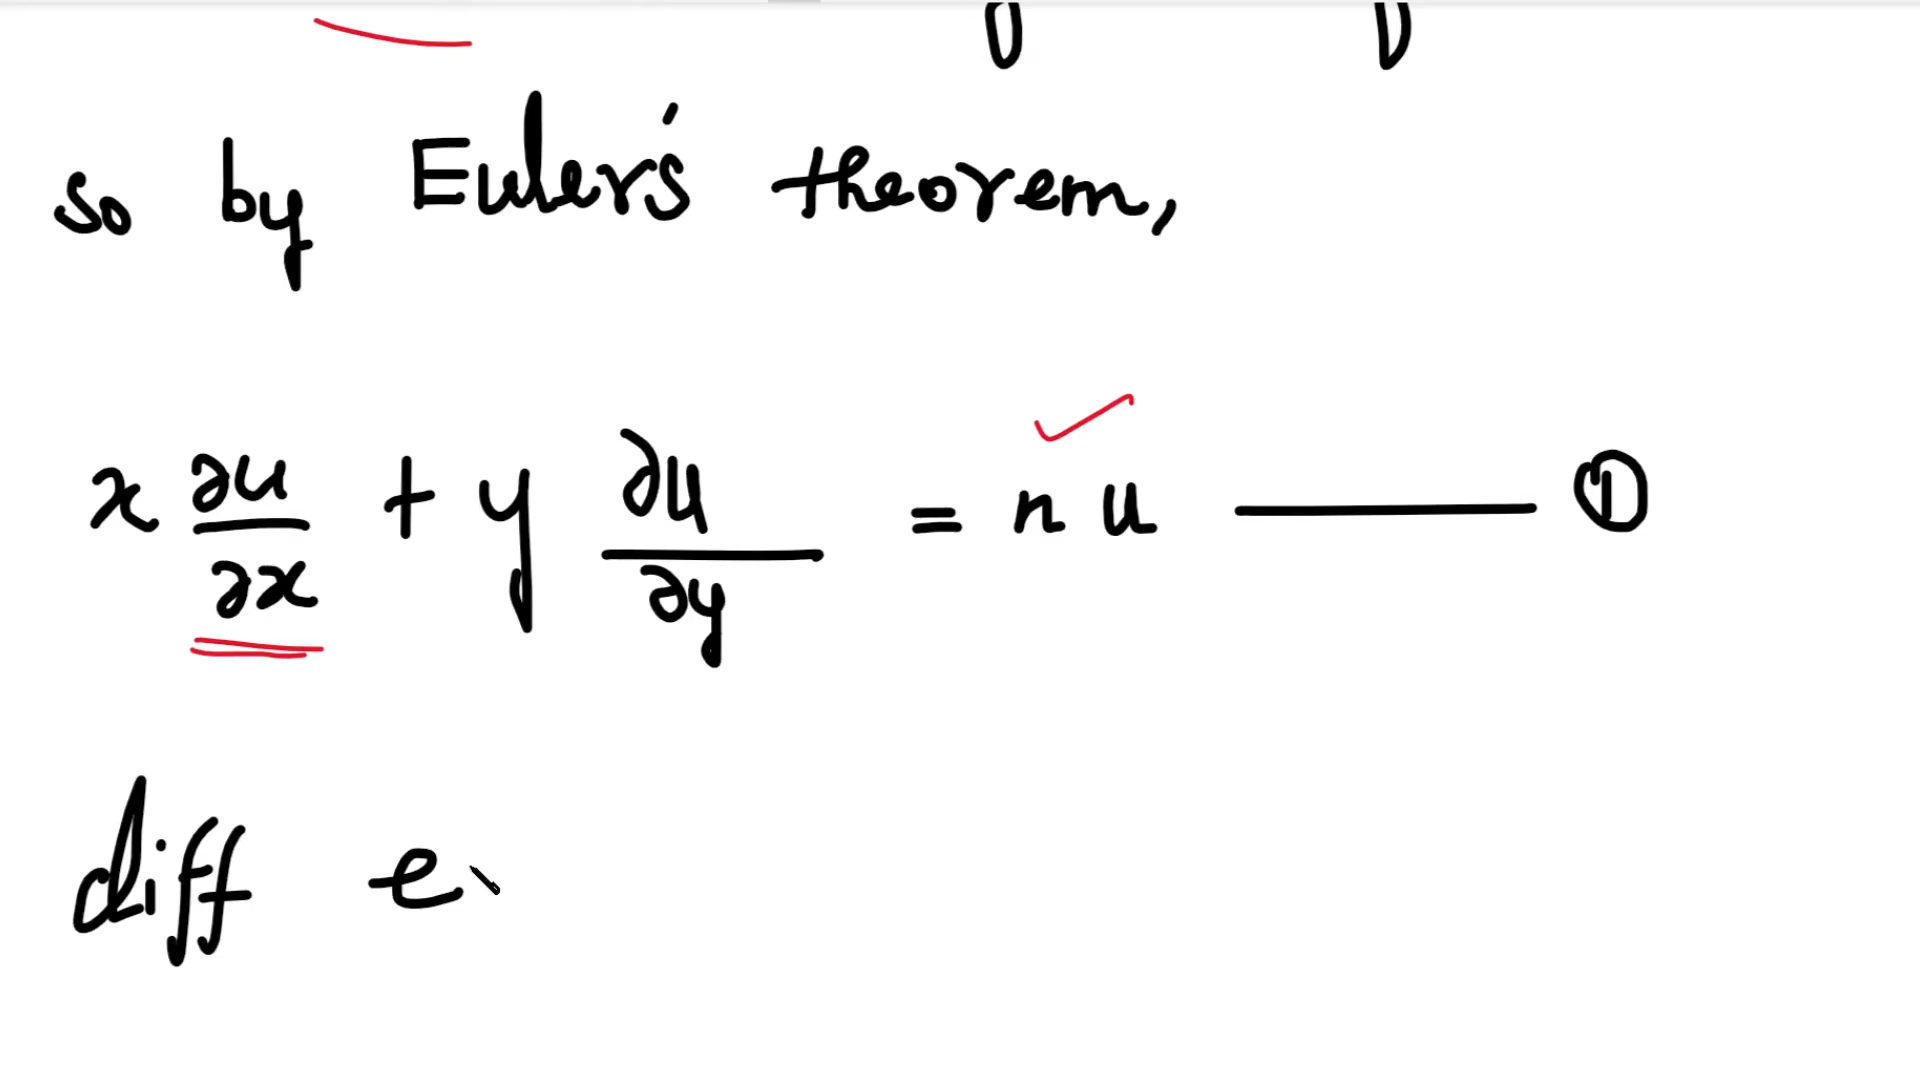 so by Euler's theorem,
x ∂u/∂x + y ∂u/∂y = n u ——— ①
diff e